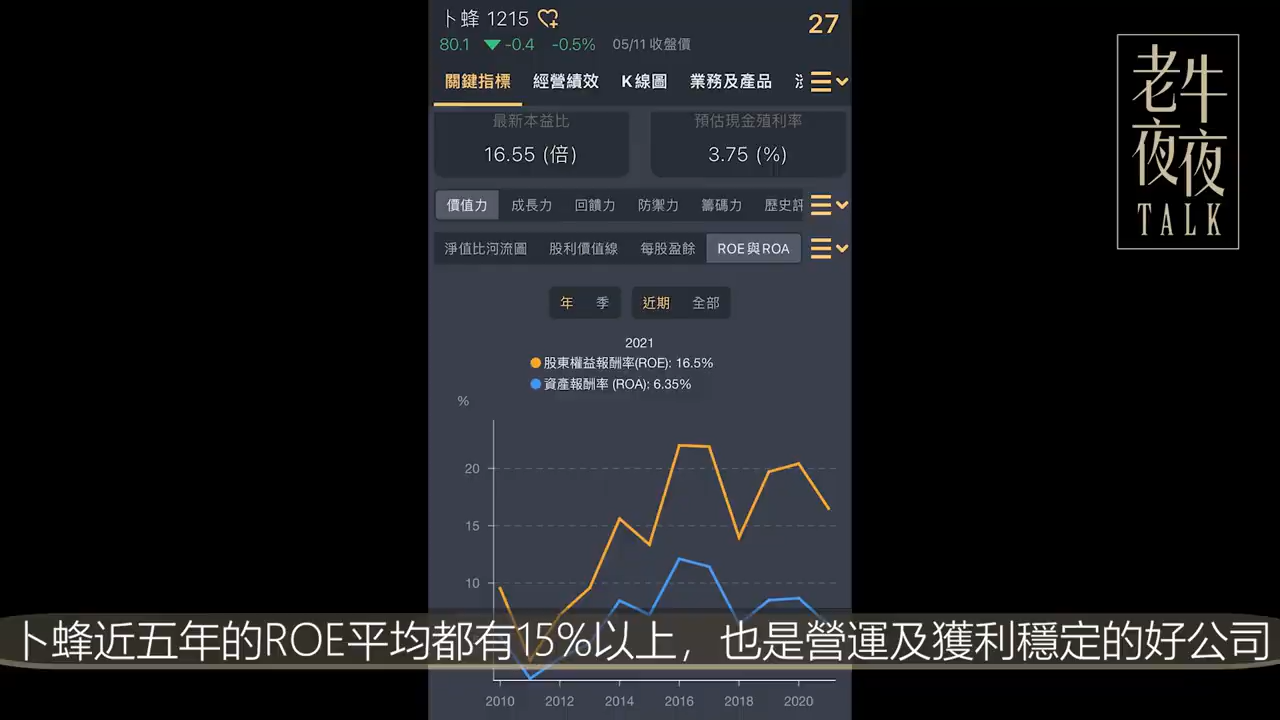 卜蜂 1215
27
80.1 ▼-0.4 -0.5% 05/11 收盤價
關鍵指標 經營績效 K線圖 業務及產品
最新本益比 預估現金殖利率
16.55 (倍) 3.75 (%)
價值力 成長力 回饋力 防禦力 籌碼力 歷史評
淨值比河流圖 股利價值線 每股盈餘 ROE與ROA
年 季 近期 全部
2021
股東權益報酬率(ROE): 16.5%
資產報酬率 (ROA): 6.35%
%
20
15
10
卜蜂近五年的ROE平均都有15%以上，也是營運及獲利穩定的好公司
2010 2012 2014 2016 2018 2020
老牛
夜夜
TALK